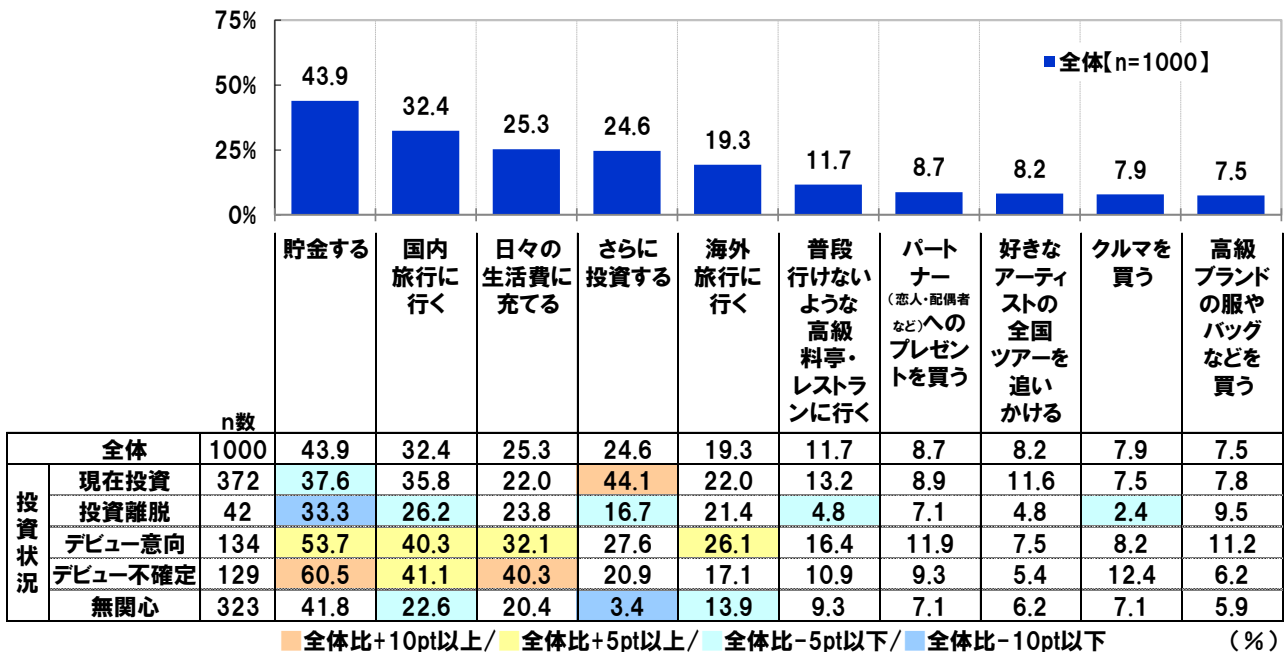 75%
50%
25%
0%
■全体【n=1000】
43.9
32.4
25.3
24.6
19.3
11.7
8.7
8.2
7.9
7.5
貯金する
国内
旅行に
行く
日々の
生活費に
充てる
さらに
投資する
海外
旅行に
行く
普段
行けない
ような
高級
料亭・
レストラ
ンに行く
パート
ナー
（恋人・配偶者
など）への
プレゼン
トを買う
好きな
アーティ
ストの
全国
ツアーを
追い
かける
クルマを
買う
高級
ブランド
の服や
バッグ
などを
買う
n数
全体 1000 43.9 32.4 25.3 24.6 19.3 11.7 8.7 8.2 7.9 7.5
投資状況
現在投資 372 37.6 35.8 22.0 44.1 22.0 13.2 8.9 11.6 7.5 7.8
投資離脱 42 33.3 26.2 23.8 16.7 21.4 4.8 7.1 4.8 2.4 9.5
デビュー意向 134 53.7 40.3 32.1 27.6 26.1 16.4 11.9 7.5 8.2 11.2
デビュー不確定 129 60.5 41.1 40.3 20.9 17.1 10.9 9.3 5.4 12.4 6.2
無関心 323 41.8 22.6 20.4 3.4 13.9 9.3 7.1 6.2 7.1 5.9
■全体比+10pt以上/■全体比+5pt以上/■全体比-5pt以下/■全体比-10pt以下 （%）